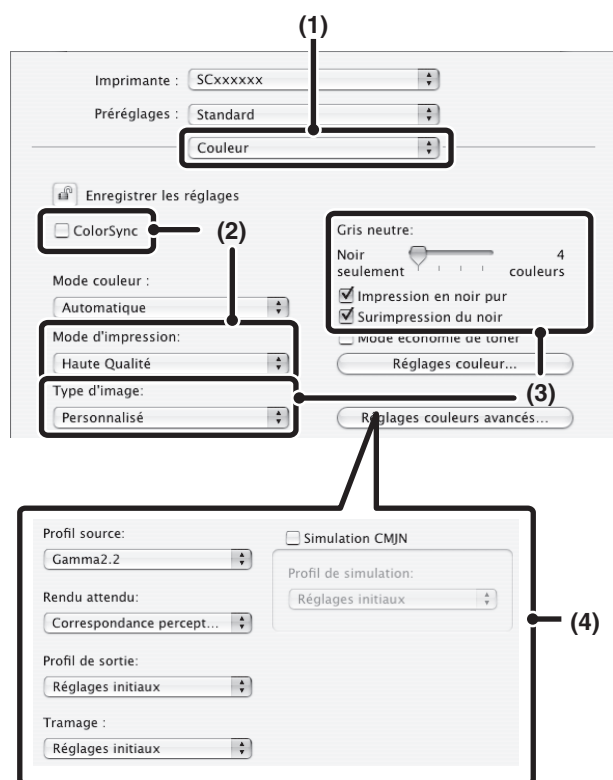 (1)
Imprimante : SCxxxxxx
Préréglages : Standard
Couleur
Enregistrer les réglages
ColorSync
(2)
Mode couleur :
Automatique
Mode d'impression:
Haute Qualité
Type d'image:
Personnalisé
Gris neutre:
Noir seulement
4 couleurs
Impression en noir pur
Surimpression du noir
Mode économie de toner
Réglages couleur...
(3)
Réglages couleurs avancés...
Profil source:
Gamma2.2
Rendu attendu:
Correspondance percept...
Profil de sortie:
Réglages initiaux
Tramage :
Réglages initiaux
Simulation CMJN
Profil de simulation:
Réglages initiaux
(4)